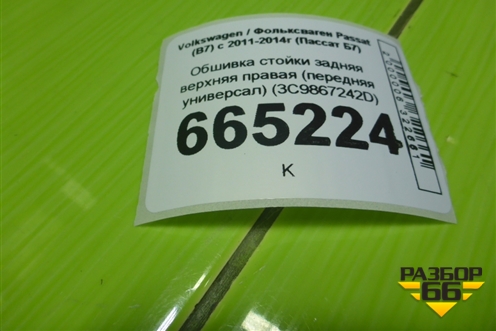 Volkswagen / Фольксваген Passat
(B7) с 2011-2014г (Пассат Б7)
Обшивка стойки задняя
верхняя правая (передняя
универсал) (3C9867242D)
665224
К
РАЗБОР
66